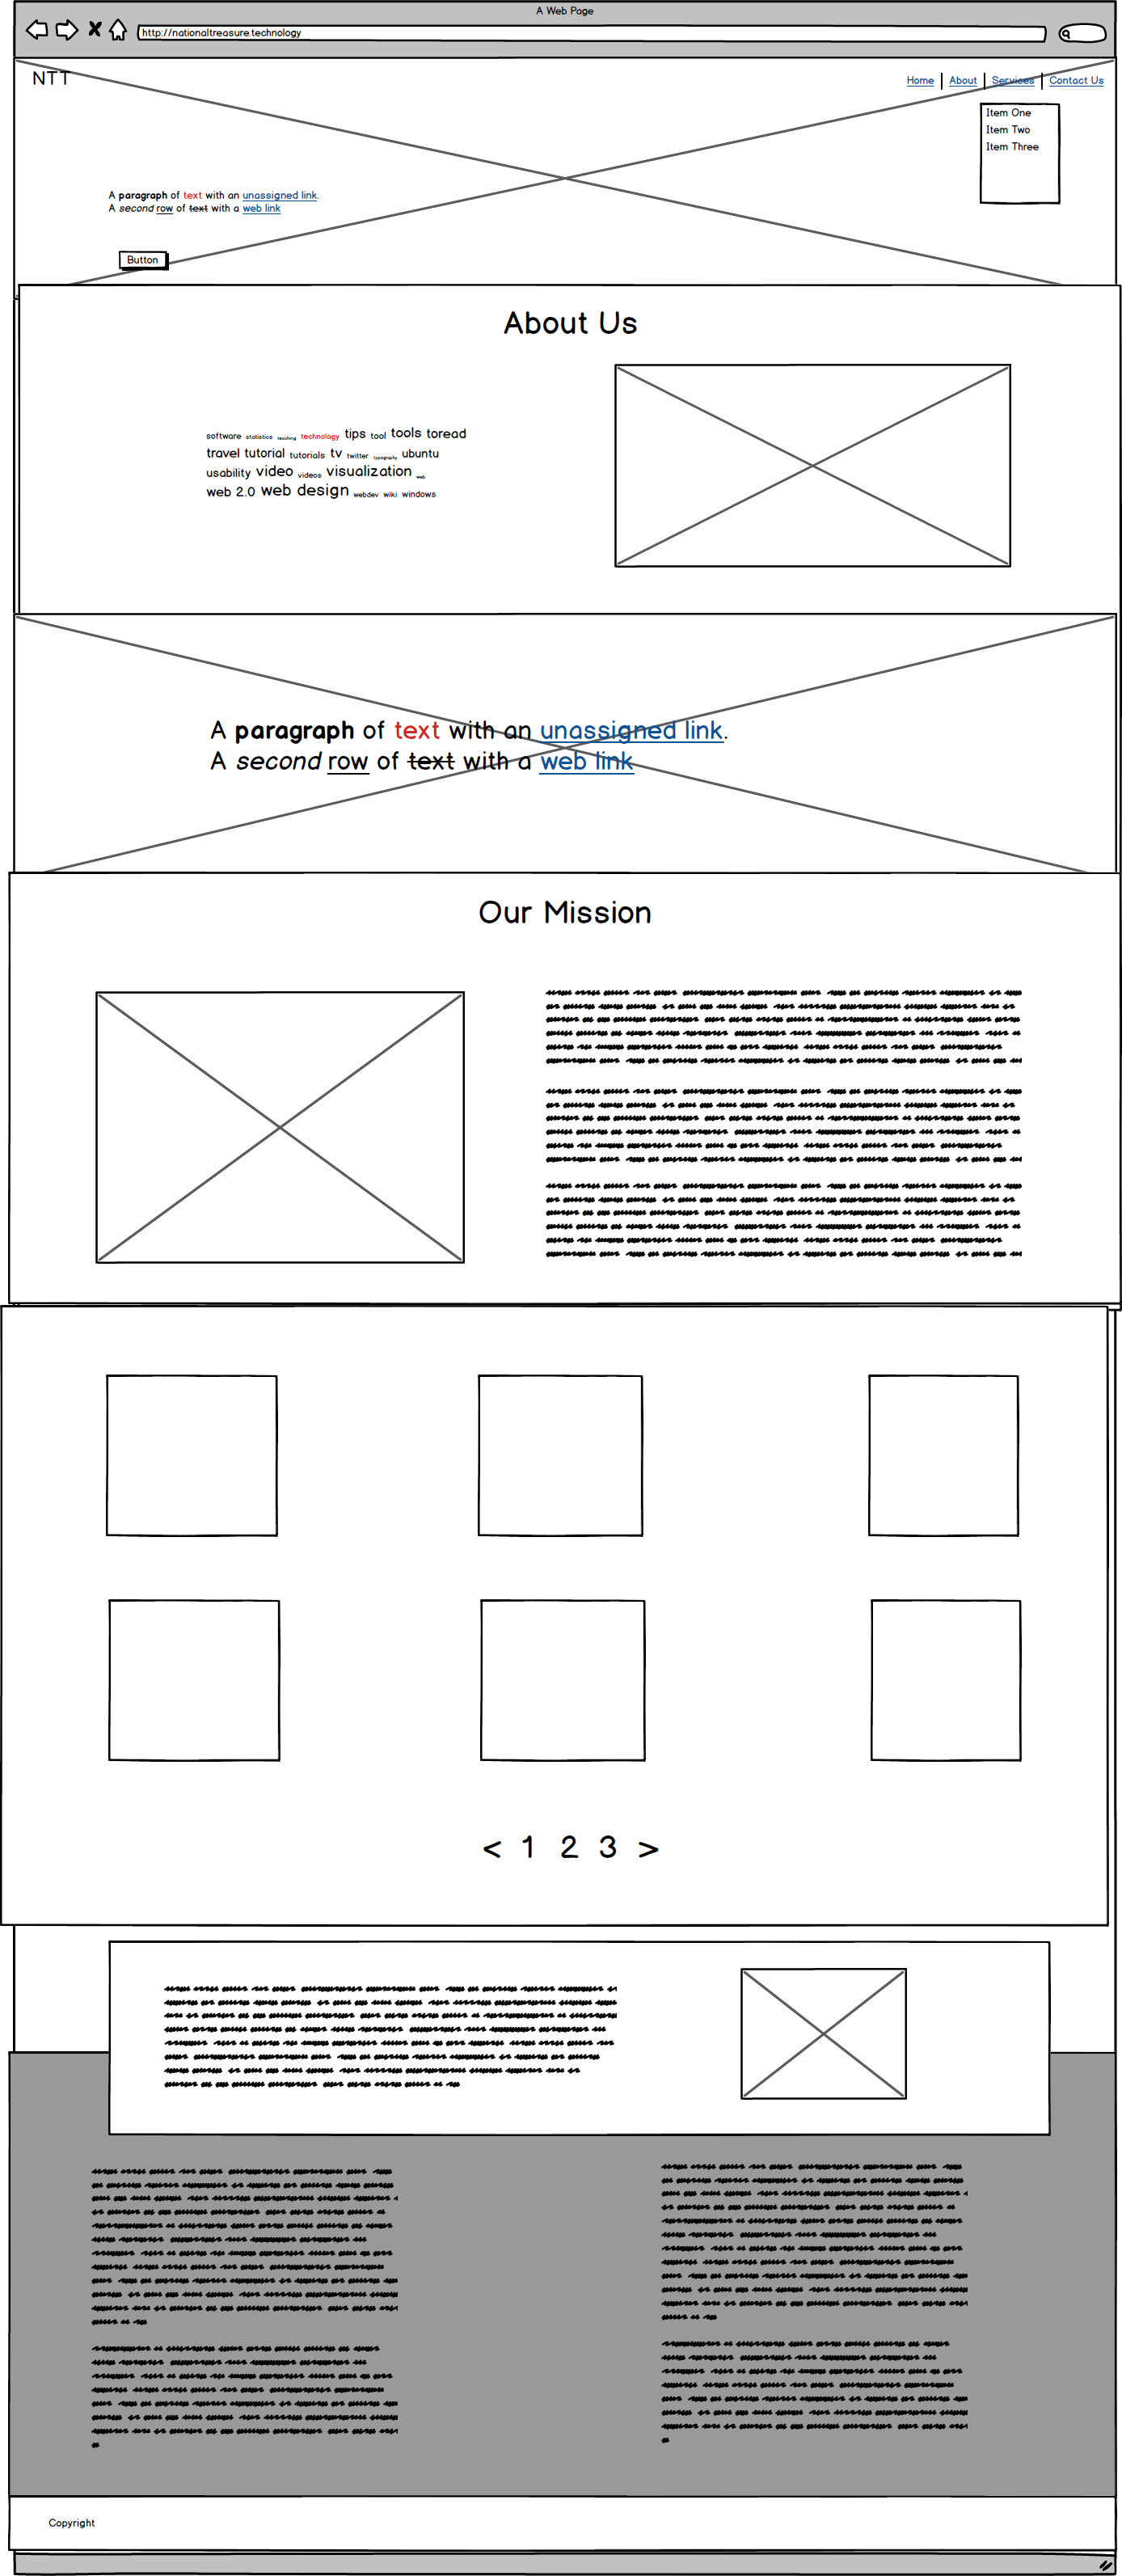 A Web Page
http://nationaltreasure.technology
NTT
Home About Services Contact Us
Item One
Item Two
Item Three
A paragraph of text with an unassigned link.
A second row of text with a web link
Button
About Us
software statistics teaching technology tips tool tools toread
travel tutorial tutorials tv twitter typography ubuntu
usability video videos visualization web
web 2.0 web design webdev wiki windows
A paragraph of text with an unassigned link.
A second row of text with a web link
Our Mission
< 1 2 3 >
Copyright